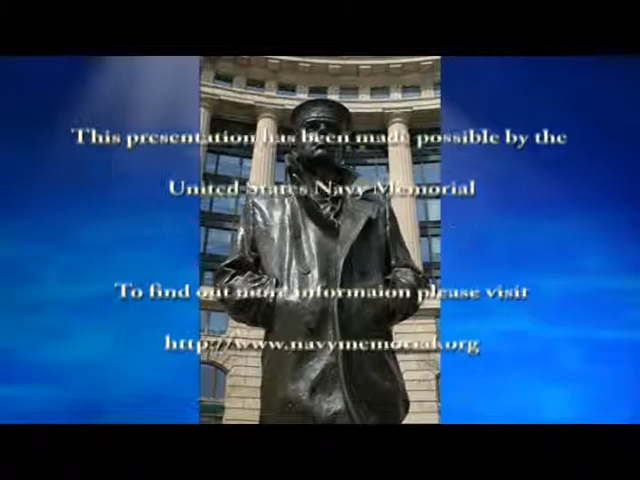 This presentation has been made possible by the
United States Navy Memorial
To find out more informaion please visit
http://www.navymemorial.org